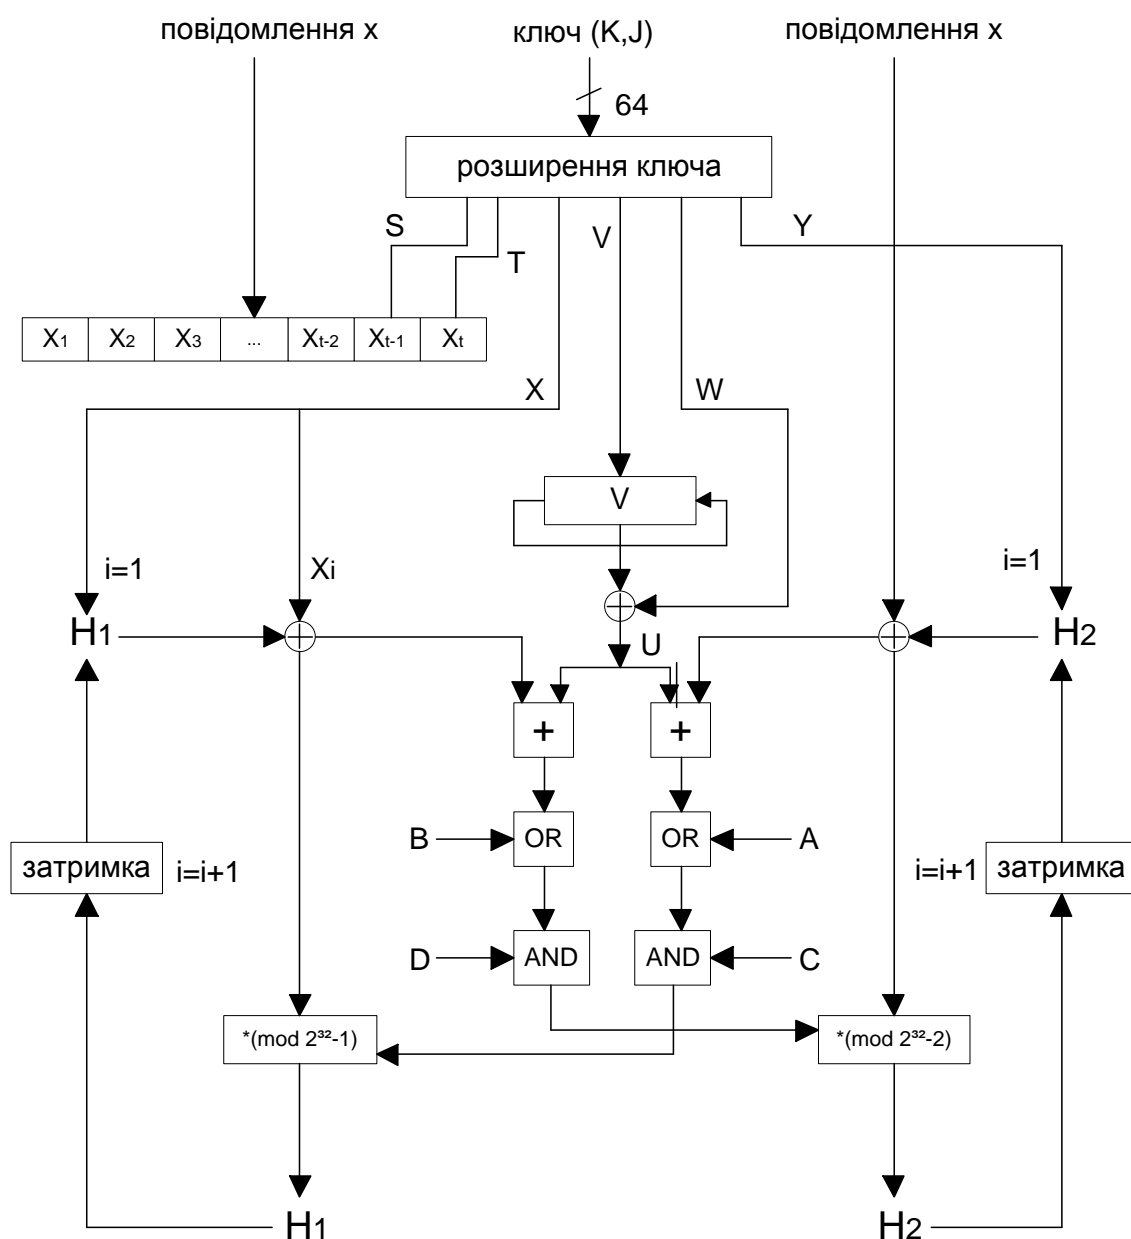 повідомлення x ключ (K,J) повідомлення x
64
розширення ключа
S V Y
T
X1 X2 X3 ... Xt-2 Xt-1 Xt
X W
V
i=1 Xi i=1
H1 H2
U
+ +
B OR OR A
затримка i=i+1 i=i+1 затримка
D AND AND C
*(mod 2³²-1) *(mod 2³²-2)
H1 H2